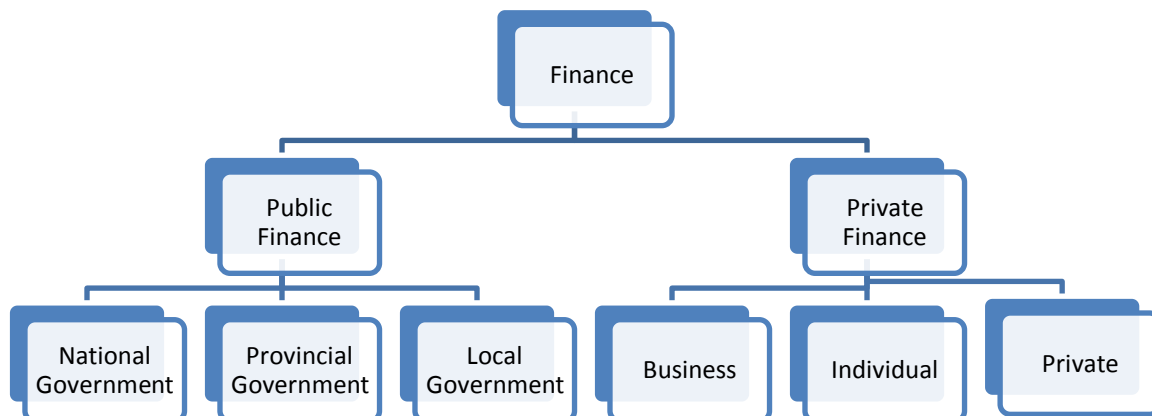 Finance
Public
Finance
Private
Finance
National
Government
Provincial
Government
Local
Government
Business
Individual
Private